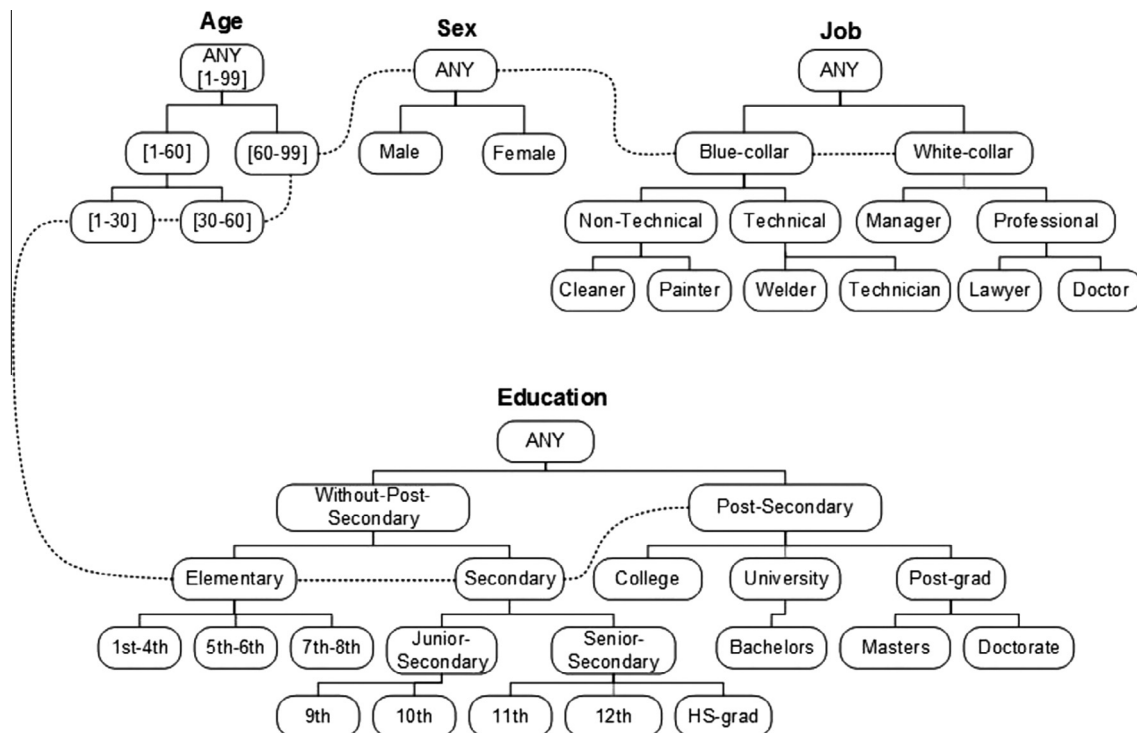 Age
Sex
Job
ANY
[1-99]
ANY
ANY
[1-60]
[60-99]
Male
Female
Blue-collar
White-collar
[1-30]
[30-60]
Non-Technical
Technical
Manager
Professional
Cleaner
Painter
Welder
Technician
Lawyer
Doctor
Education
ANY
Without-Post-
Secondary
Post-Secondary
Elementary
Secondary
College
University
Post-grad
1st-4th
5th-6th
7th-8th
Junior-
Secondary
Senior-
Secondary
Bachelors
Masters
Doctorate
9th
10th
11th
12th
HS-grad